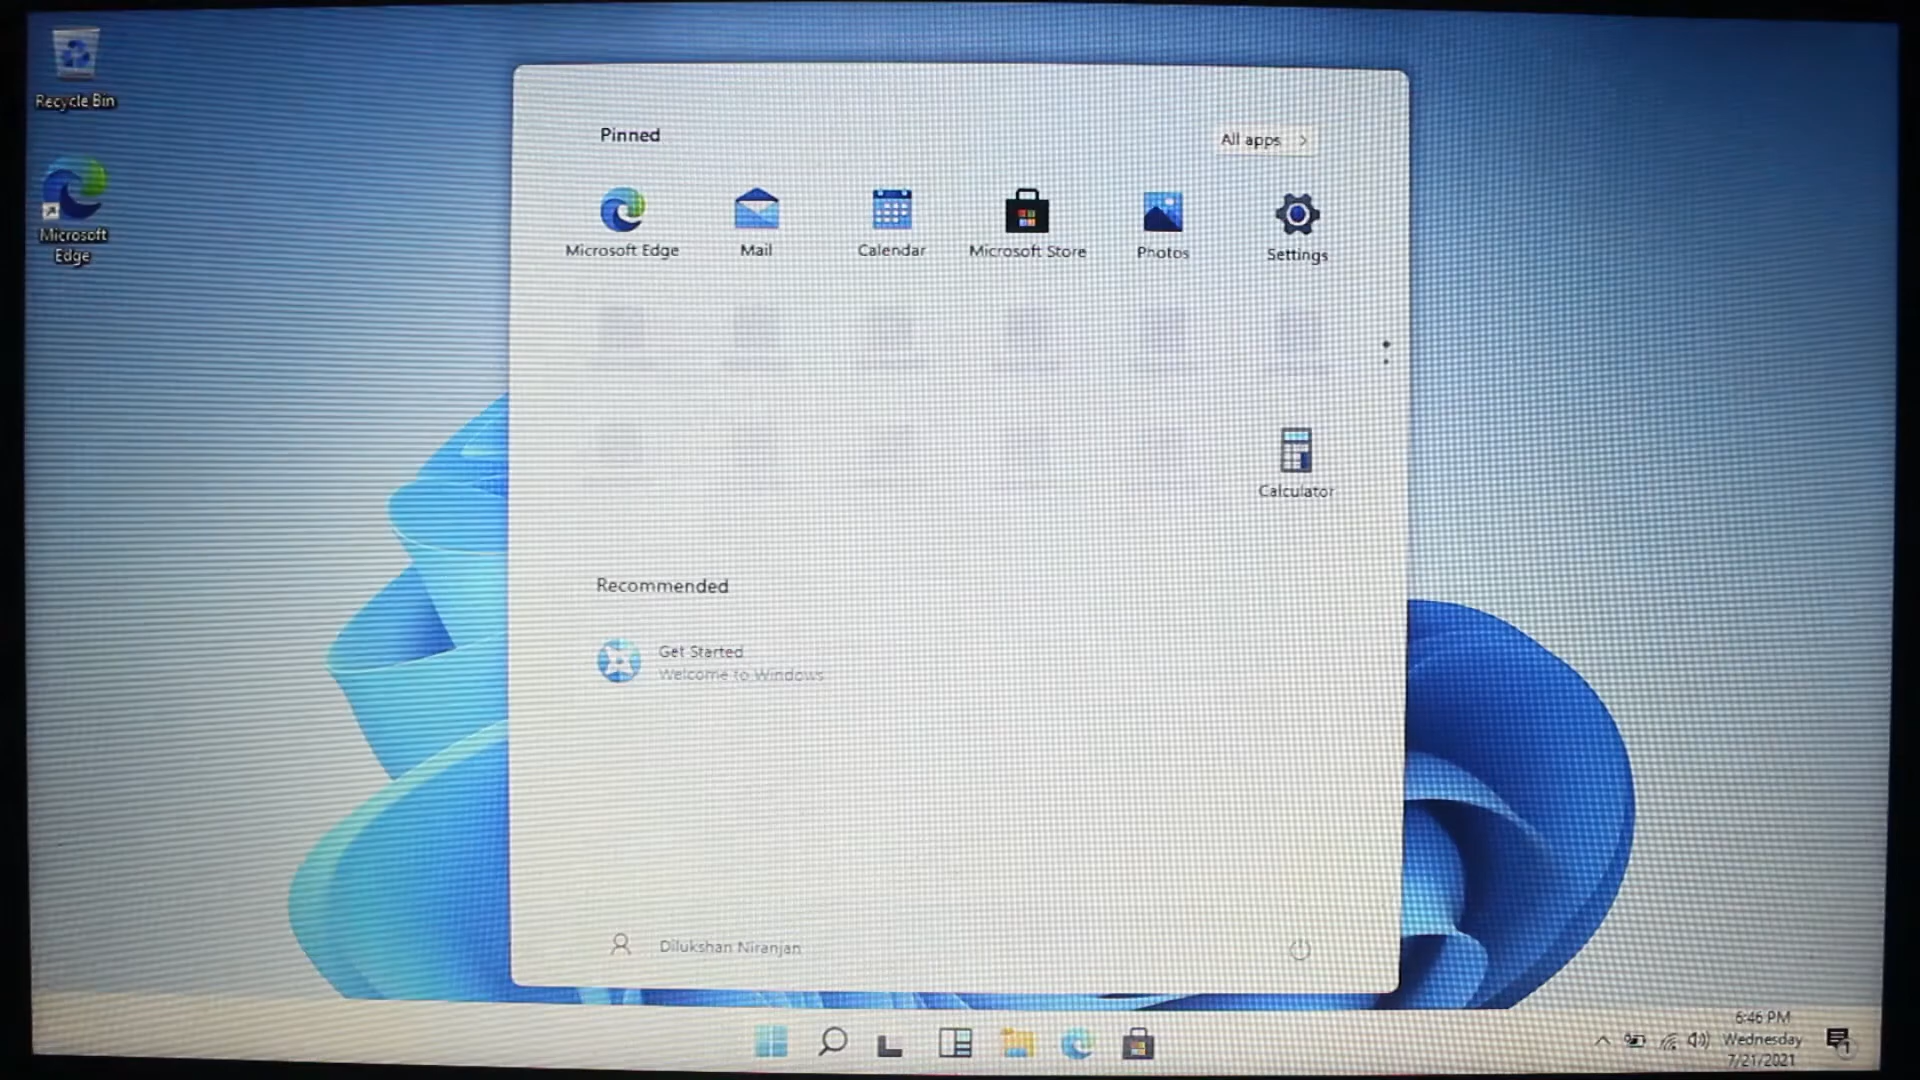 Recycle Bin
Microsoft
Edge
Pinned
All apps
Microsoft Edge
Mail
Calendar
Microsoft Store
Photos
Settings
Calculator
Recommended
Get Started
Welcome to Windows
Dilukshan Niranjan
6:46 PM
Wednesday
7/21/2021
1